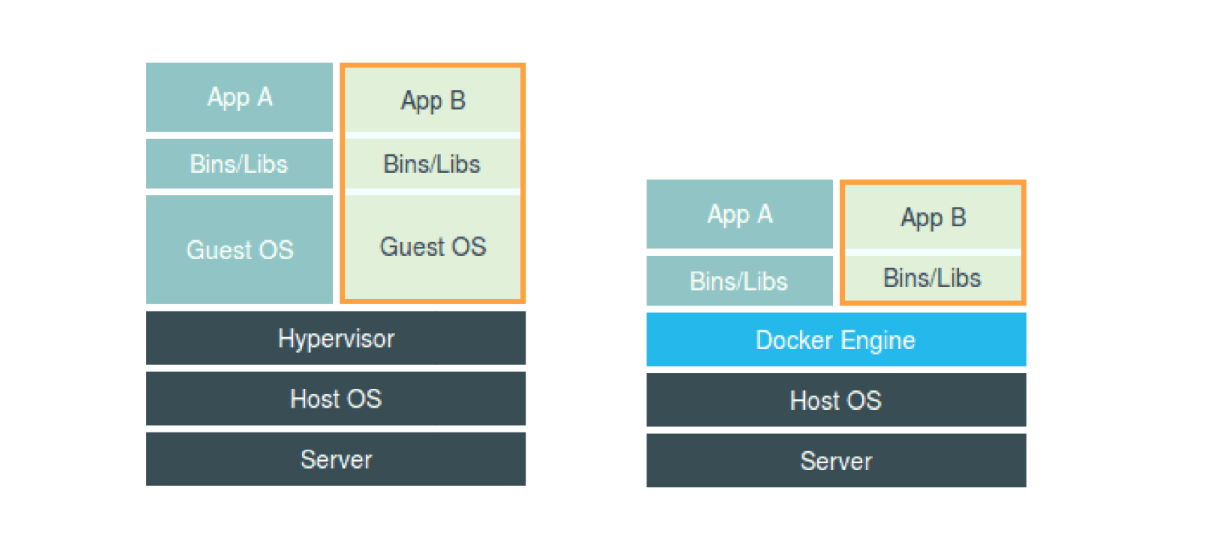 App A
App B
Bins/Libs
Bins/Libs
Guest OS
Guest OS
Hypervisor
Host OS
Server
App A
App B
Bins/Libs
Bins/Libs
Docker Engine
Host OS
Server